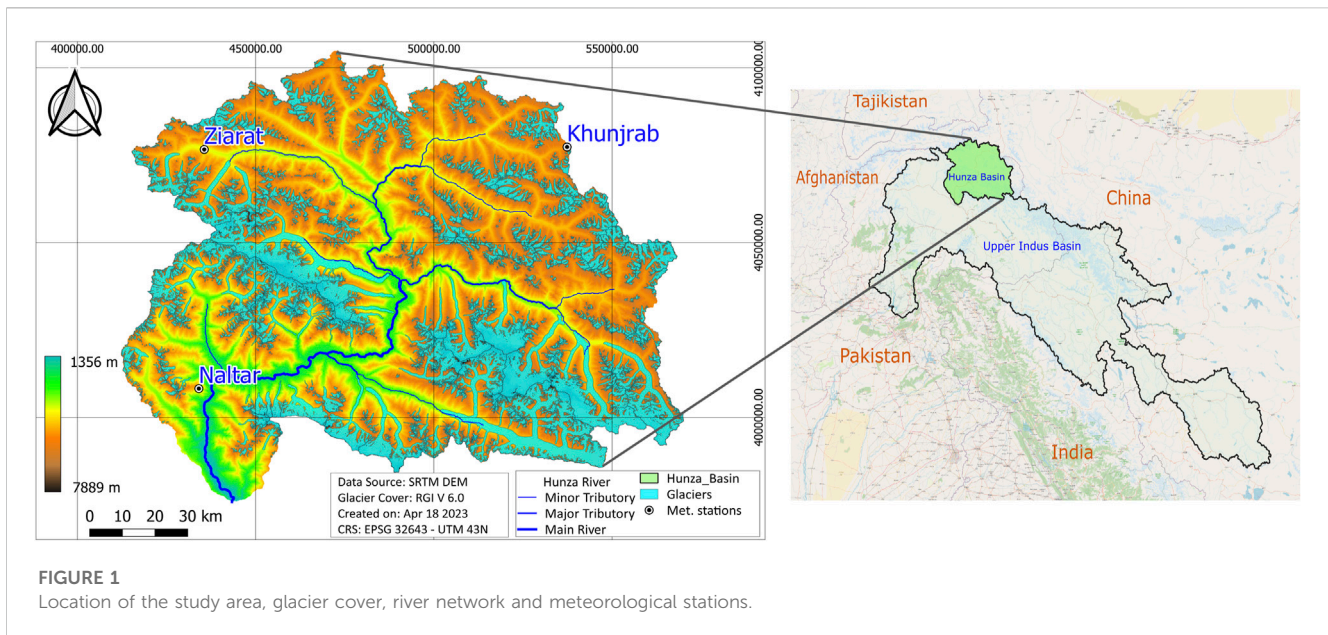 400000.00 450000.00 500000.00 550000.00
4100000.00
4050000.00
4000000.00
Ziarat
Khunjrab
Naltar
1356 m
7889 m
0 10 20 30 km
Data Source: SRTM DEM
Glacier Cover: RGI V 6.0
Created on: Apr 18 2023
CRS: EPSG 32643 - UTM 43N
Hunza River
Minor Tributary
Major Tributary
Main River
Hunza_Basin
Glaciers
Met. stations
Tajikistan
Afghanistan
Hunza Basin
China
Upper Indus Basin
Pakistan
India
FIGURE 1
Location of the study area, glacier cover, river network and meteorological stations.